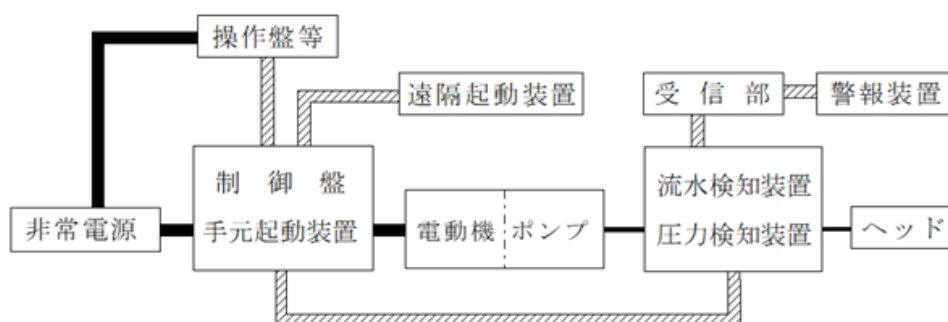 操作盤等
遠隔起動装置
受信部
警報装置
制御盤
手元起動装置
流水検知装置
圧力検知装置
非常電源
電動機
ポンプ
ヘッド